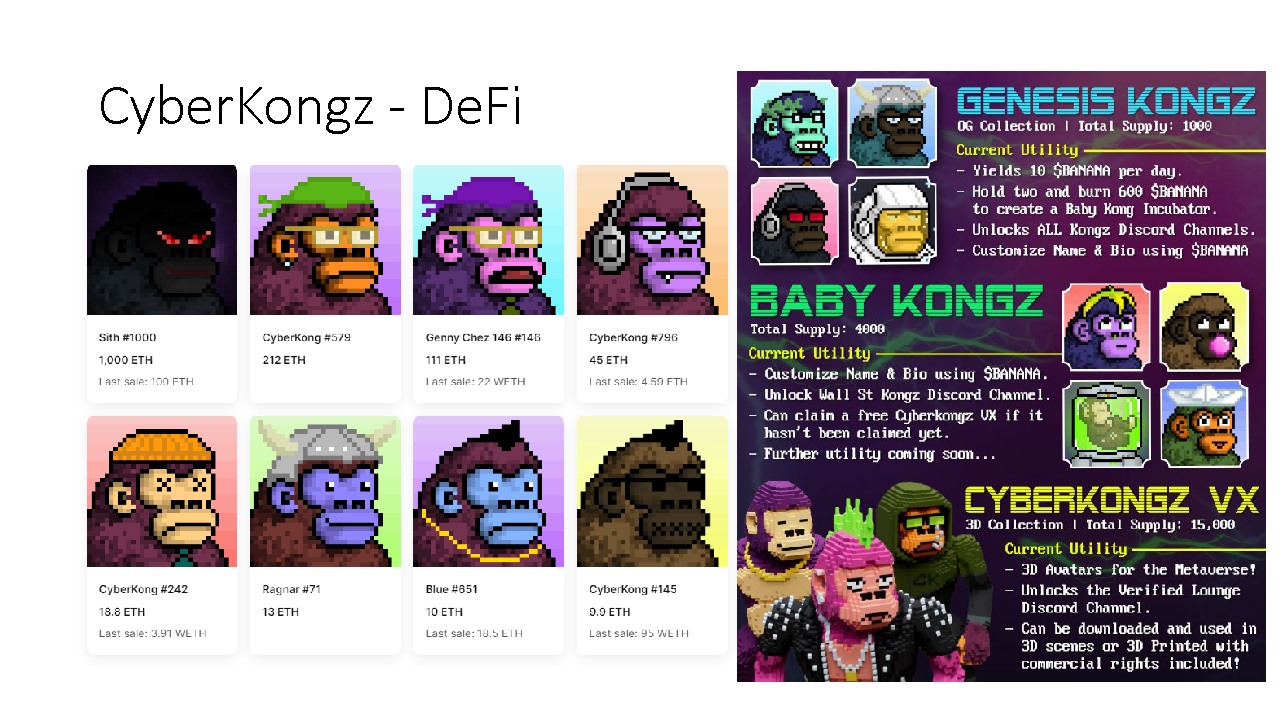 CyberKongz - DeFi
Sith #1000
1,000 ETH
Last sale: 100 ETH
CyberKong #579
212 ETH
Genny Chez 146 #146
111 ETH
Last sale: 22 WETH
CyberKong #796
45 ETH
Last sale: 4.59 ETH
CyberKong #242
18.8 ETH
Last sale: 3.91 WETH
Ragnar #71
13 ETH
Blue #651
10 ETH
Last sale: 18.5 ETH
CyberKong #145
9.9 ETH
Last sale: 95 WETH
GENESIS KONGZ
OG Collection | Total Supply: 1000
Current Utility
- Yields 10 $BANANA per day.
- Hold two and burn 600 $BANANA
to create a Baby Kong Incubator.
- Unlocks ALL Kongz Discord Channels.
- Customize Name & Bio using $BANANA
BABY KONGZ
Total Supply: 4000
Current Utility
- Customize Name & Bio using $BANANA.
- Unlock Wall St Kongz Discord Channel.
- Can claim a free Cyberkongz VX if it
hasn't been claimed yet.
- Further utility coming soon...
CYBERKONGZ VX
3D Collection | Total Supply: 15,000
Current Utility
- 3D Avatars for the Metaverse!
- Unlocks the Verified Lounge
Discord Channel.
- Can be downloaded and used in
3D scenes or 3D Printed with
commercial rights included!
CK